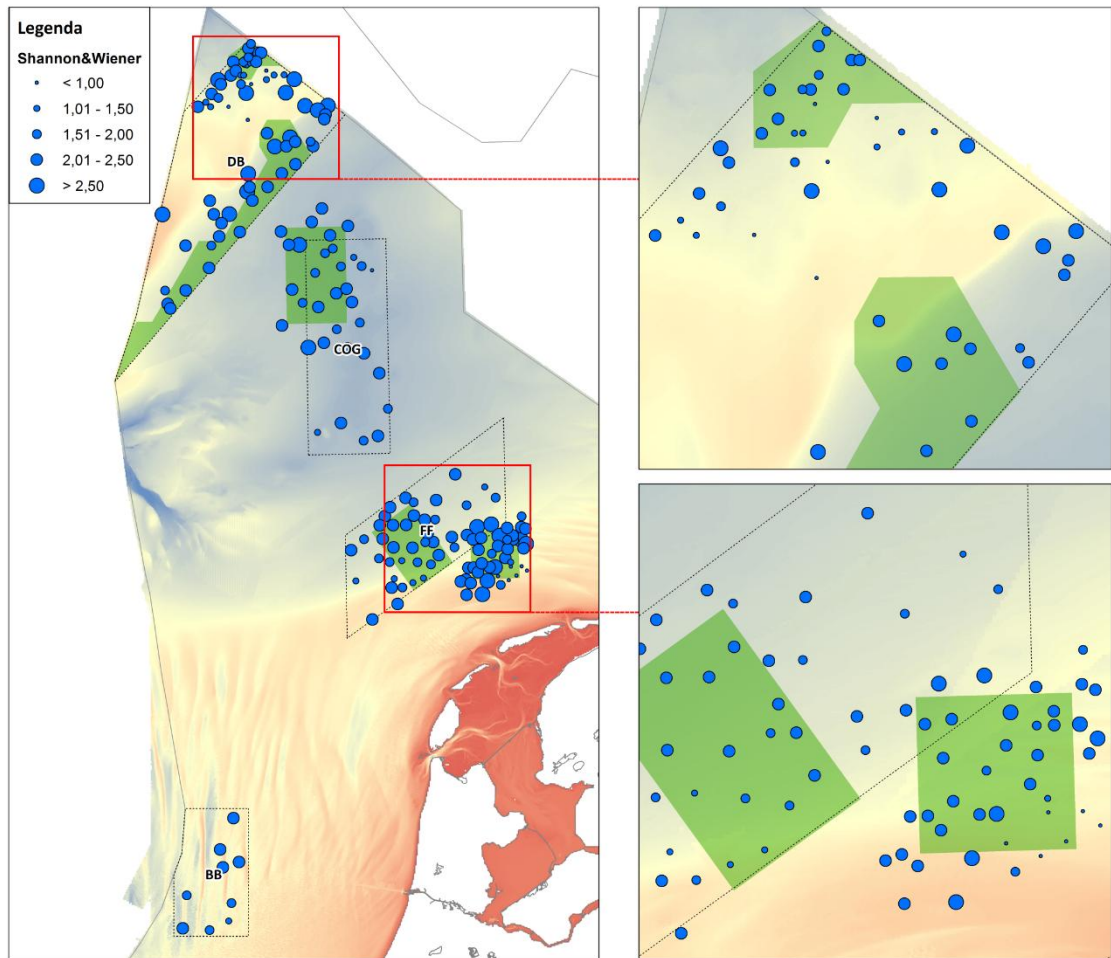 Legenda
Shannon&Wiener
< 1,00
1,01 - 1,50
1,51 - 2,00
2,01 - 2,50
> 2,50
DB
COG
FF
BB